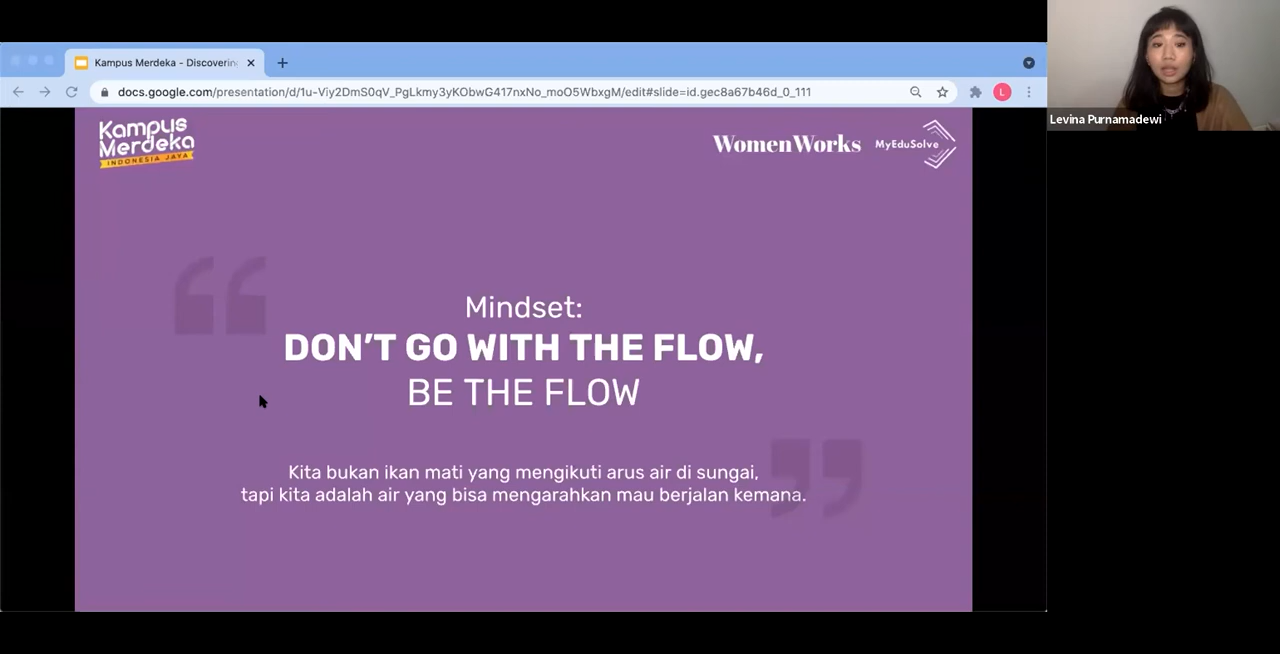 Kampus Merdeka - Discovering
docs.google.com/presentation/d/1u-Viy2DmS0qV_PgLkmy3yKObwG417nxNo_moO5WbxgM/edit#slide=id.gec8a67b46d_0_111
L
Levina Purnamadewi
Kampus
Merdeka
INDONESIA JAYA
WomenWorks
MyEduSolve
Mindset:
DON'T GO WITH THE FLOW,
BE THE FLOW
Kita bukan ikan mati yang mengikuti arus air di sungai,
tapi kita adalah air yang bisa mengarahkan mau berjalan kemana.